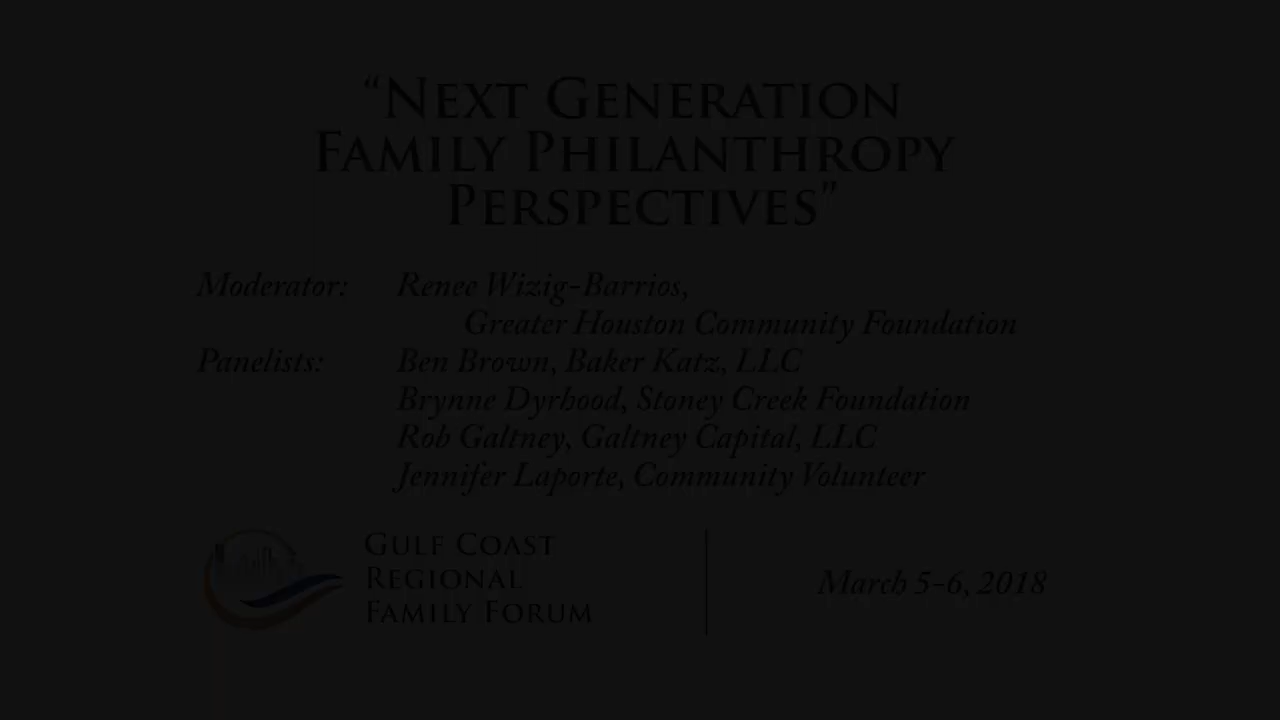 “Next Generation
Family Philanthropy
Perspectives”
Moderator: Renee Wizig-Barrios,
Greater Houston Community Foundation
Panelists: Ben Brown, Baker Katz, LLC
Brynne Dyrhood, Stoney Creek Foundation
Rob Galtney, Galtney Capital, LLC
Jennifer Laporte, Community Volunteer
Gulf Coast
Regional
Family Forum
March 5-6, 2018